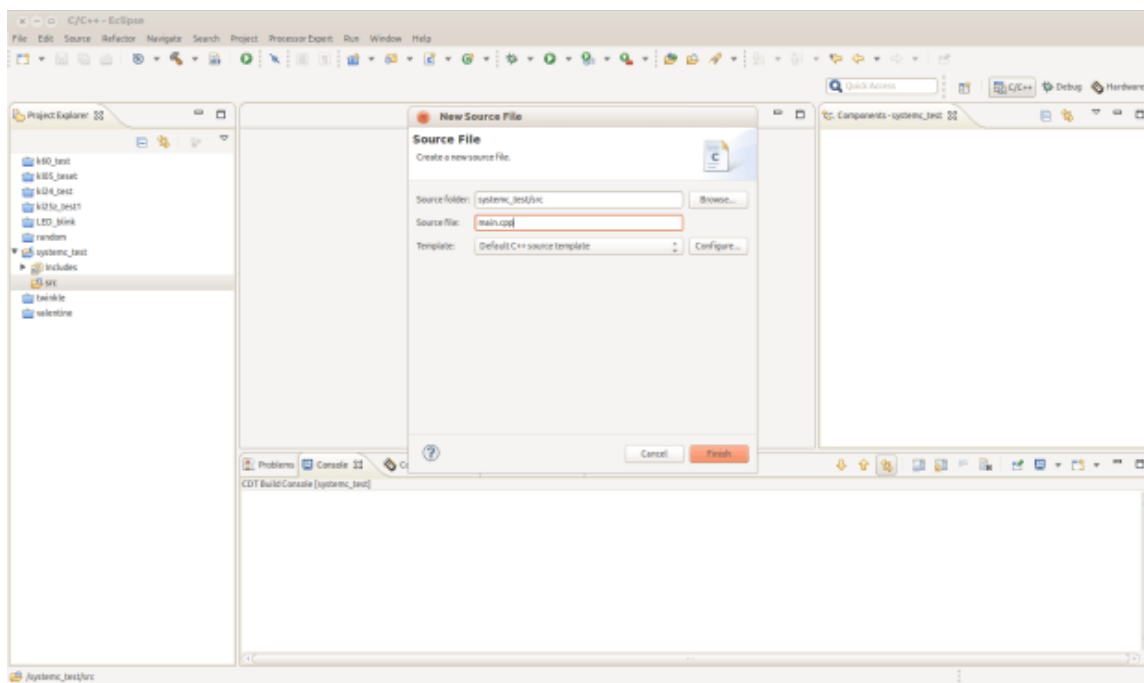 C/C++ - Eclipse
File Edit Source Refactor Navigate Search Project Processor Expert Run Window Help
Quick Access
C/C++ Debug Hardware
Project Explorer
New Source File
Components - systemc_test
Source File
Create a new source file.
k60_test
kl05_teset
kl24_test
kl25z_test1
LED_blink
random
systemc_test
Includes
src
twinkle
valentine
Source folder: systemc_test/src Browse...
Source file: main.cpp
Template: Default C++ source template Configure...
Cancel Finish
Problems Console
CDT Build Console [systemc_test]
/systemc_test/src